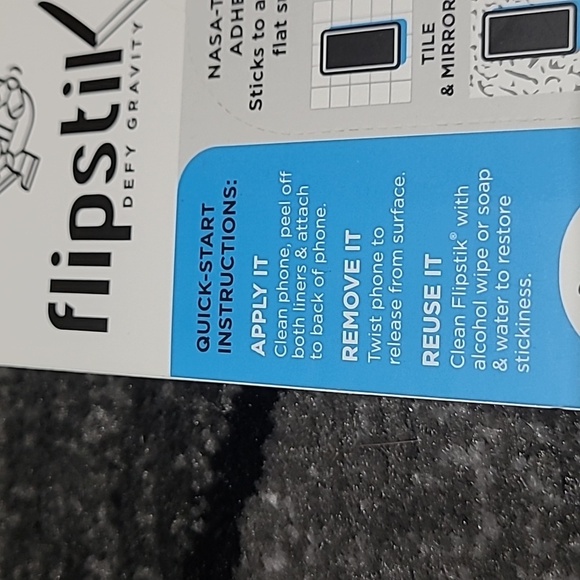 flipstik
DEFY GRAVITY
NASA-T
ADHE
Sticks to a
flat s
TILE
& MIRROR
QUICK-START
INSTRUCTIONS:
APPLY IT
Clean phone, peel off
both liners & attach
to back of phone.
REMOVE IT
Twist phone to
release from surface.
REUSE IT
Clean Flipstik® with
alcohol wipe or soap
& water to restore
stickiness.